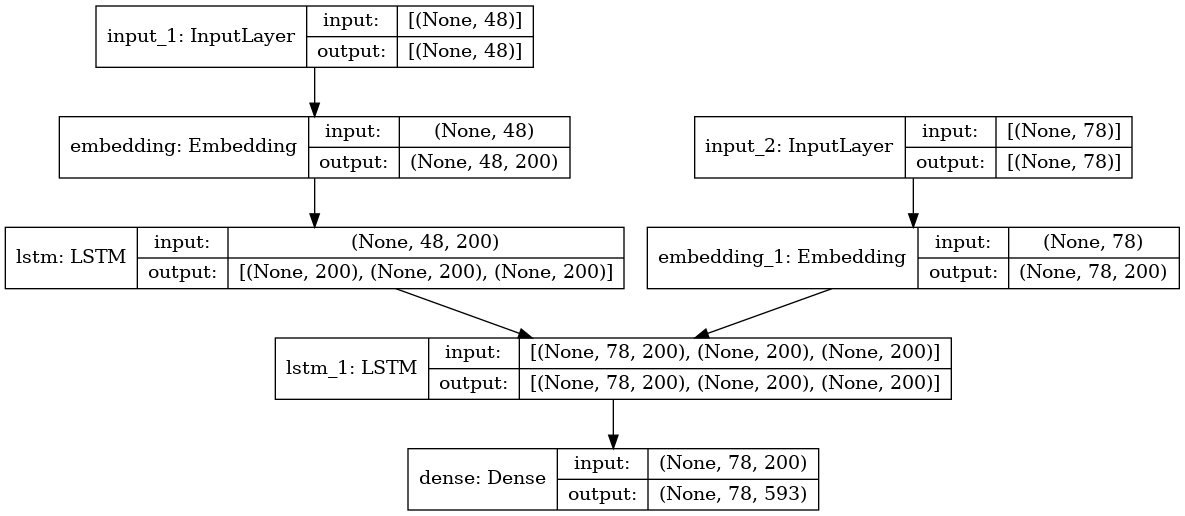 input_1: InputLayer
input: [(None, 48)]
output: [(None, 48)]
embedding: Embedding
input: (None, 48)
output: (None, 48, 200)
input_2: InputLayer
input: [(None, 78)]
output: [(None, 78)]
lstm: LSTM
input: (None, 48, 200)
output: [(None, 200), (None, 200), (None, 200)]
embedding_1: Embedding
input: (None, 78)
output: (None, 78, 200)
lstm_1: LSTM
input: [(None, 78, 200), (None, 200), (None, 200)]
output: [(None, 78, 200), (None, 200), (None, 200)]
dense: Dense
input: (None, 78, 200)
output: (None, 78, 593)